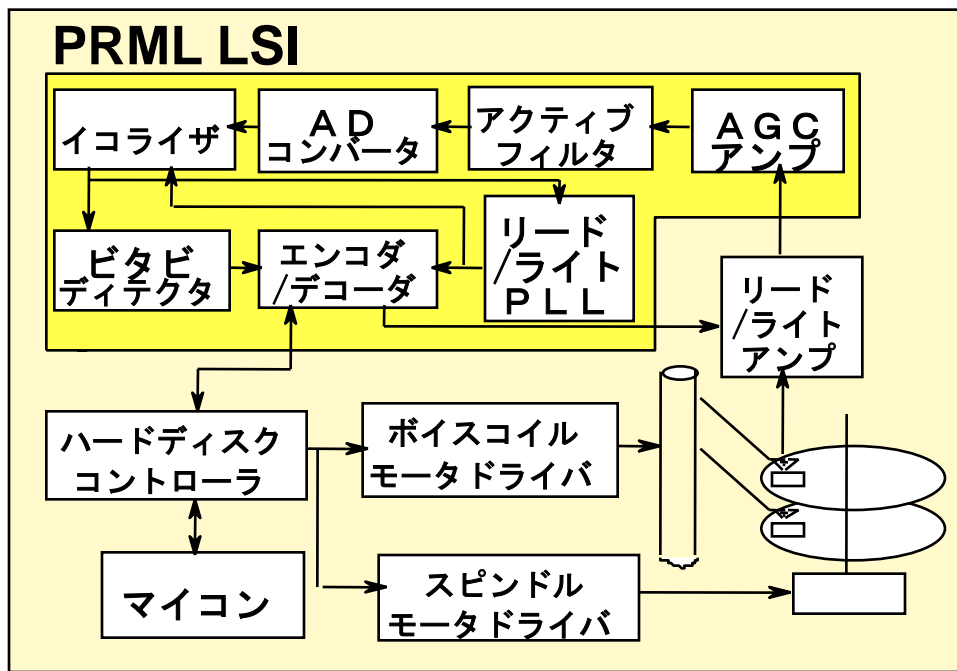 PRML LSI
イコライザ
ＡＤ
コンバータ
アクティブ
フィルタ
ＡＧＣ
アンプ
ビタビ
ディテクタ
エンコダ
/デコーダ
リード
/ライト
ＰＬＬ
リード
/ライト
アンプ
ハードディスク
コントローラ
ボイスコイル
モータドライバ
マイコン
スピンドル
モータドライバ